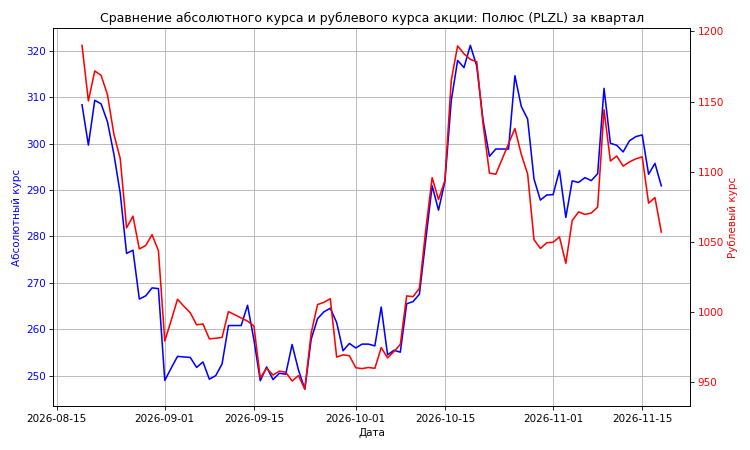 Сравнение абсолютного курса и рублевого курса акции: Полюс (PLZL) за квартал
Абсолютный курс
320
310
300
290
280
270
260
250
1200
1150
1100
1050
1000
950
Рублевый курс
2026-08-15 2026-09-01 2026-09-15 2026-10-01 2026-10-15 2026-11-01 2026-11-15
Дата